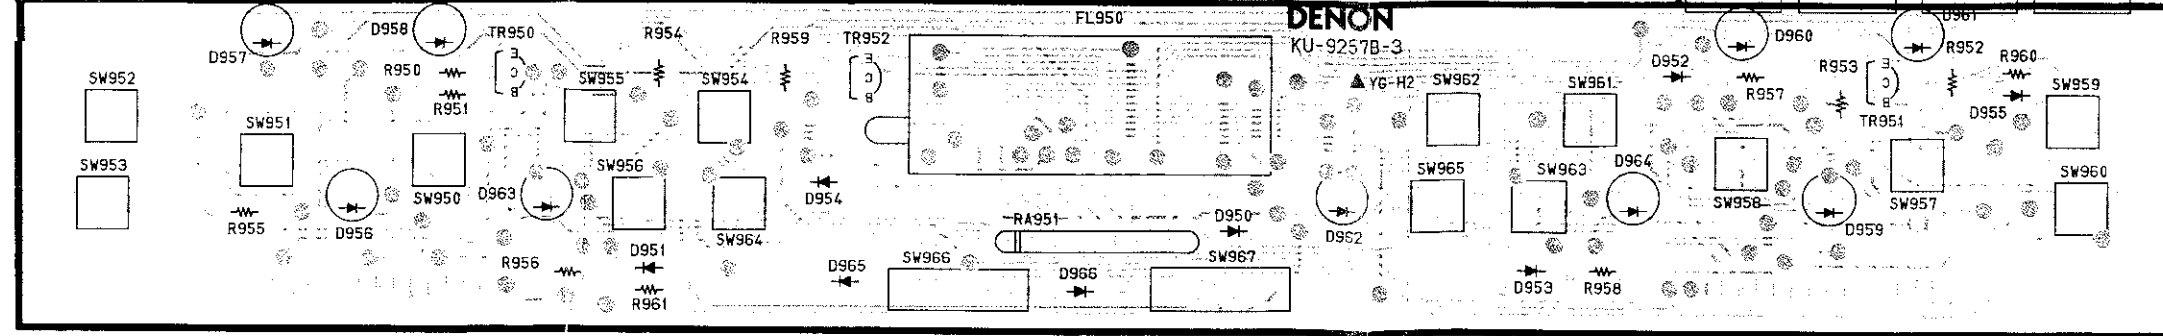 DENON
KU-9257B-3
▲ YG-H2
FL950
D957
D958
TR950
E
C
B
R954
R959
TR952
E
C
B
D960
D961
R952
R960
R953
TR951
E
C
B
D952
R957
D955
SW952
R950
R951
SW955
SW954
SW962
SW961
SW959
SW951
SW953
SW950
SW956
D963
D954
SW965
SW963
D964
SW958
SW957
SW960
R955
D956
SW964
RA951
D950
D962
D959
R956
D951
R961
D965
SW966
D966
SW967
D953
R958